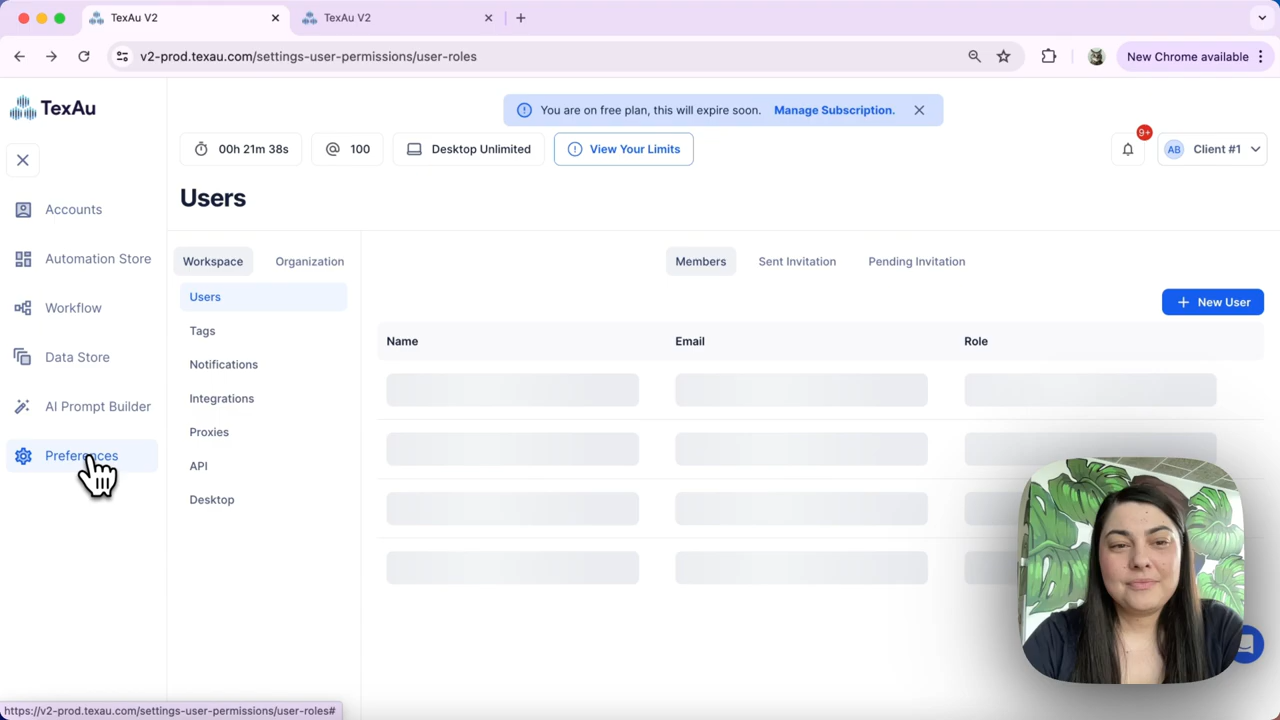 TexAu V2
TexAu V2
v2-prod.texau.com/settings-user-permissions/user-roles
New Chrome available
TexAu
You are on free plan, this will expire soon. Manage Subscription.
00h 21m 38s
100
Desktop Unlimited
View Your Limits
9+
AB
Client #1
Users
Accounts
Automation Store
Workflow
Data Store
AI Prompt Builder
Preferences
Workspace
Organization
Users
Tags
Notifications
Integrations
Proxies
API
Desktop
Members
Sent Invitation
Pending Invitation
New User
Name
Email
Role
https://v2-prod.texau.com/settings-user-permissions/user-roles#